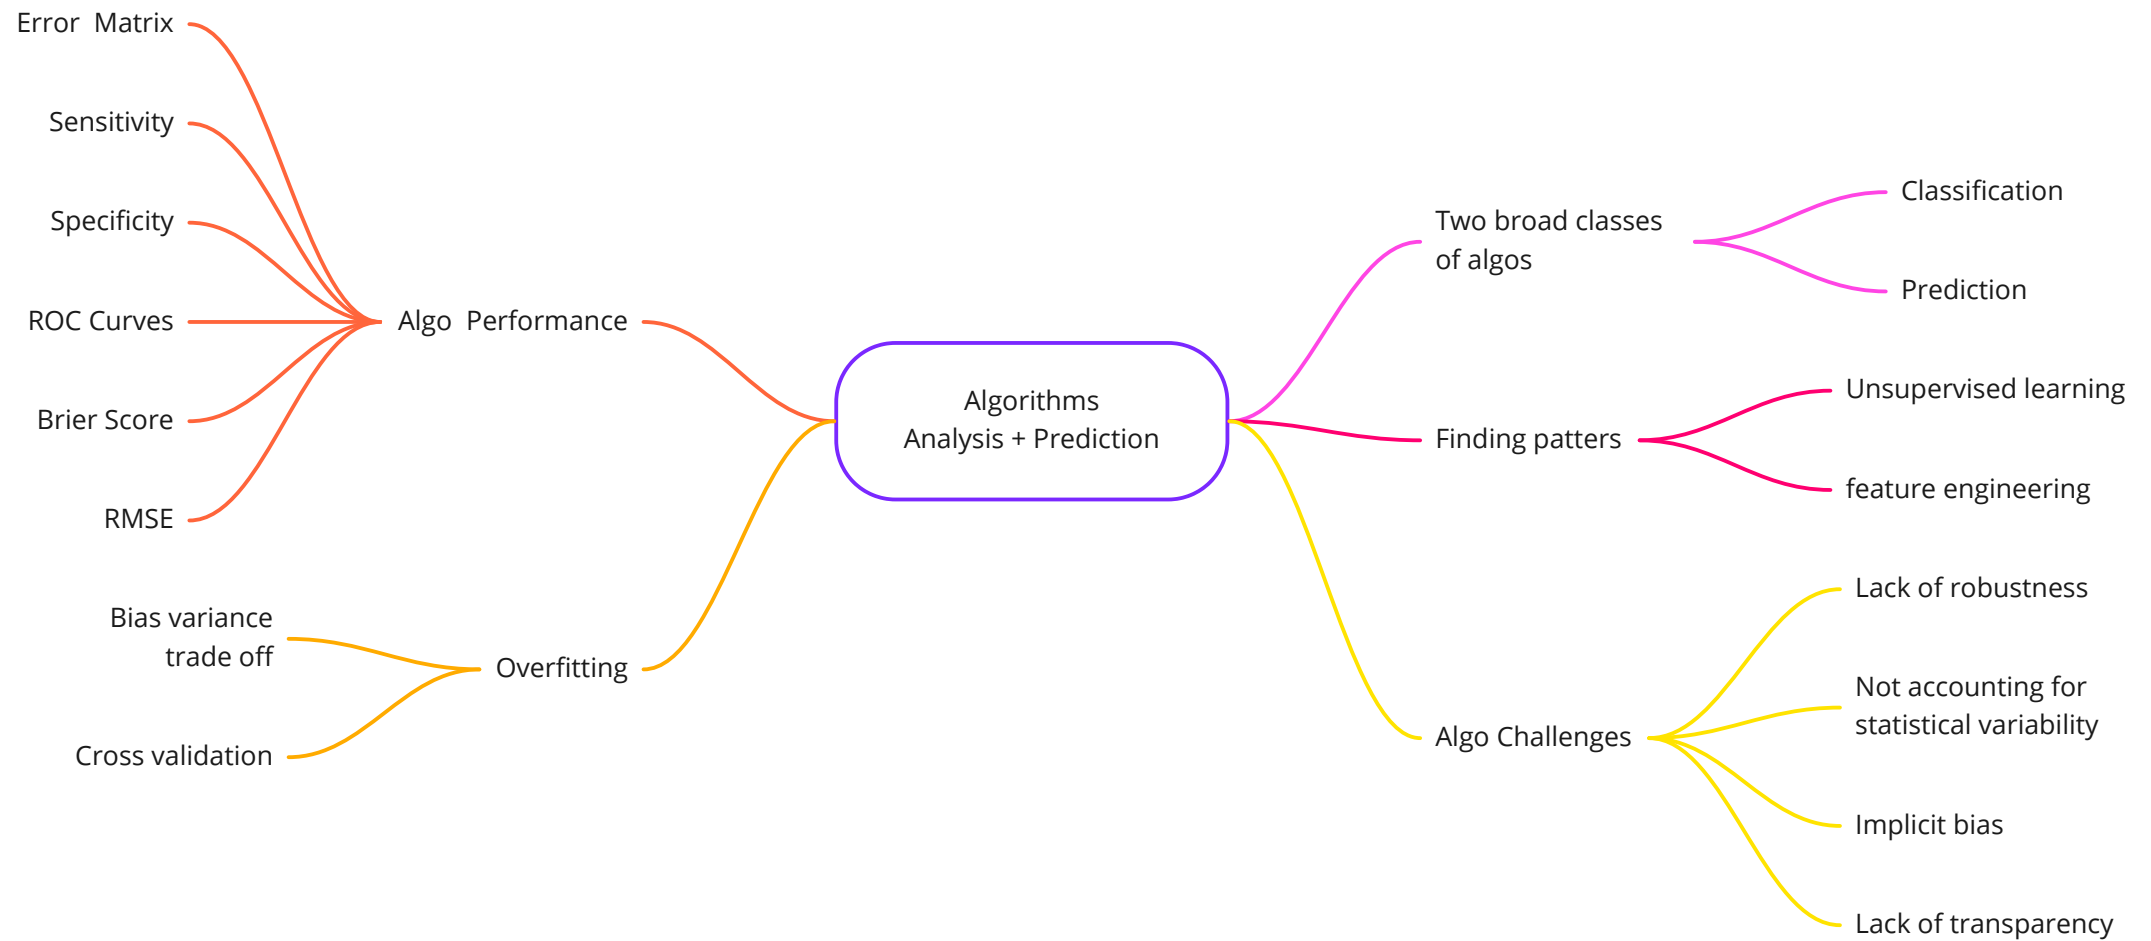 Error  Matrix
Sensitivity
Specificity
ROC Curves
Brier Score
RMSE
Algo  Performance
Bias variance
trade off
Cross validation
Overfitting
Algorithms
Analysis + Prediction
Two broad classes
of algos
Classification
Prediction
Finding patters
Unsupervised learning
feature engineering
Algo Challenges
Lack of robustness
Not accounting for
statistical variability
Implicit bias
Lack of transparency